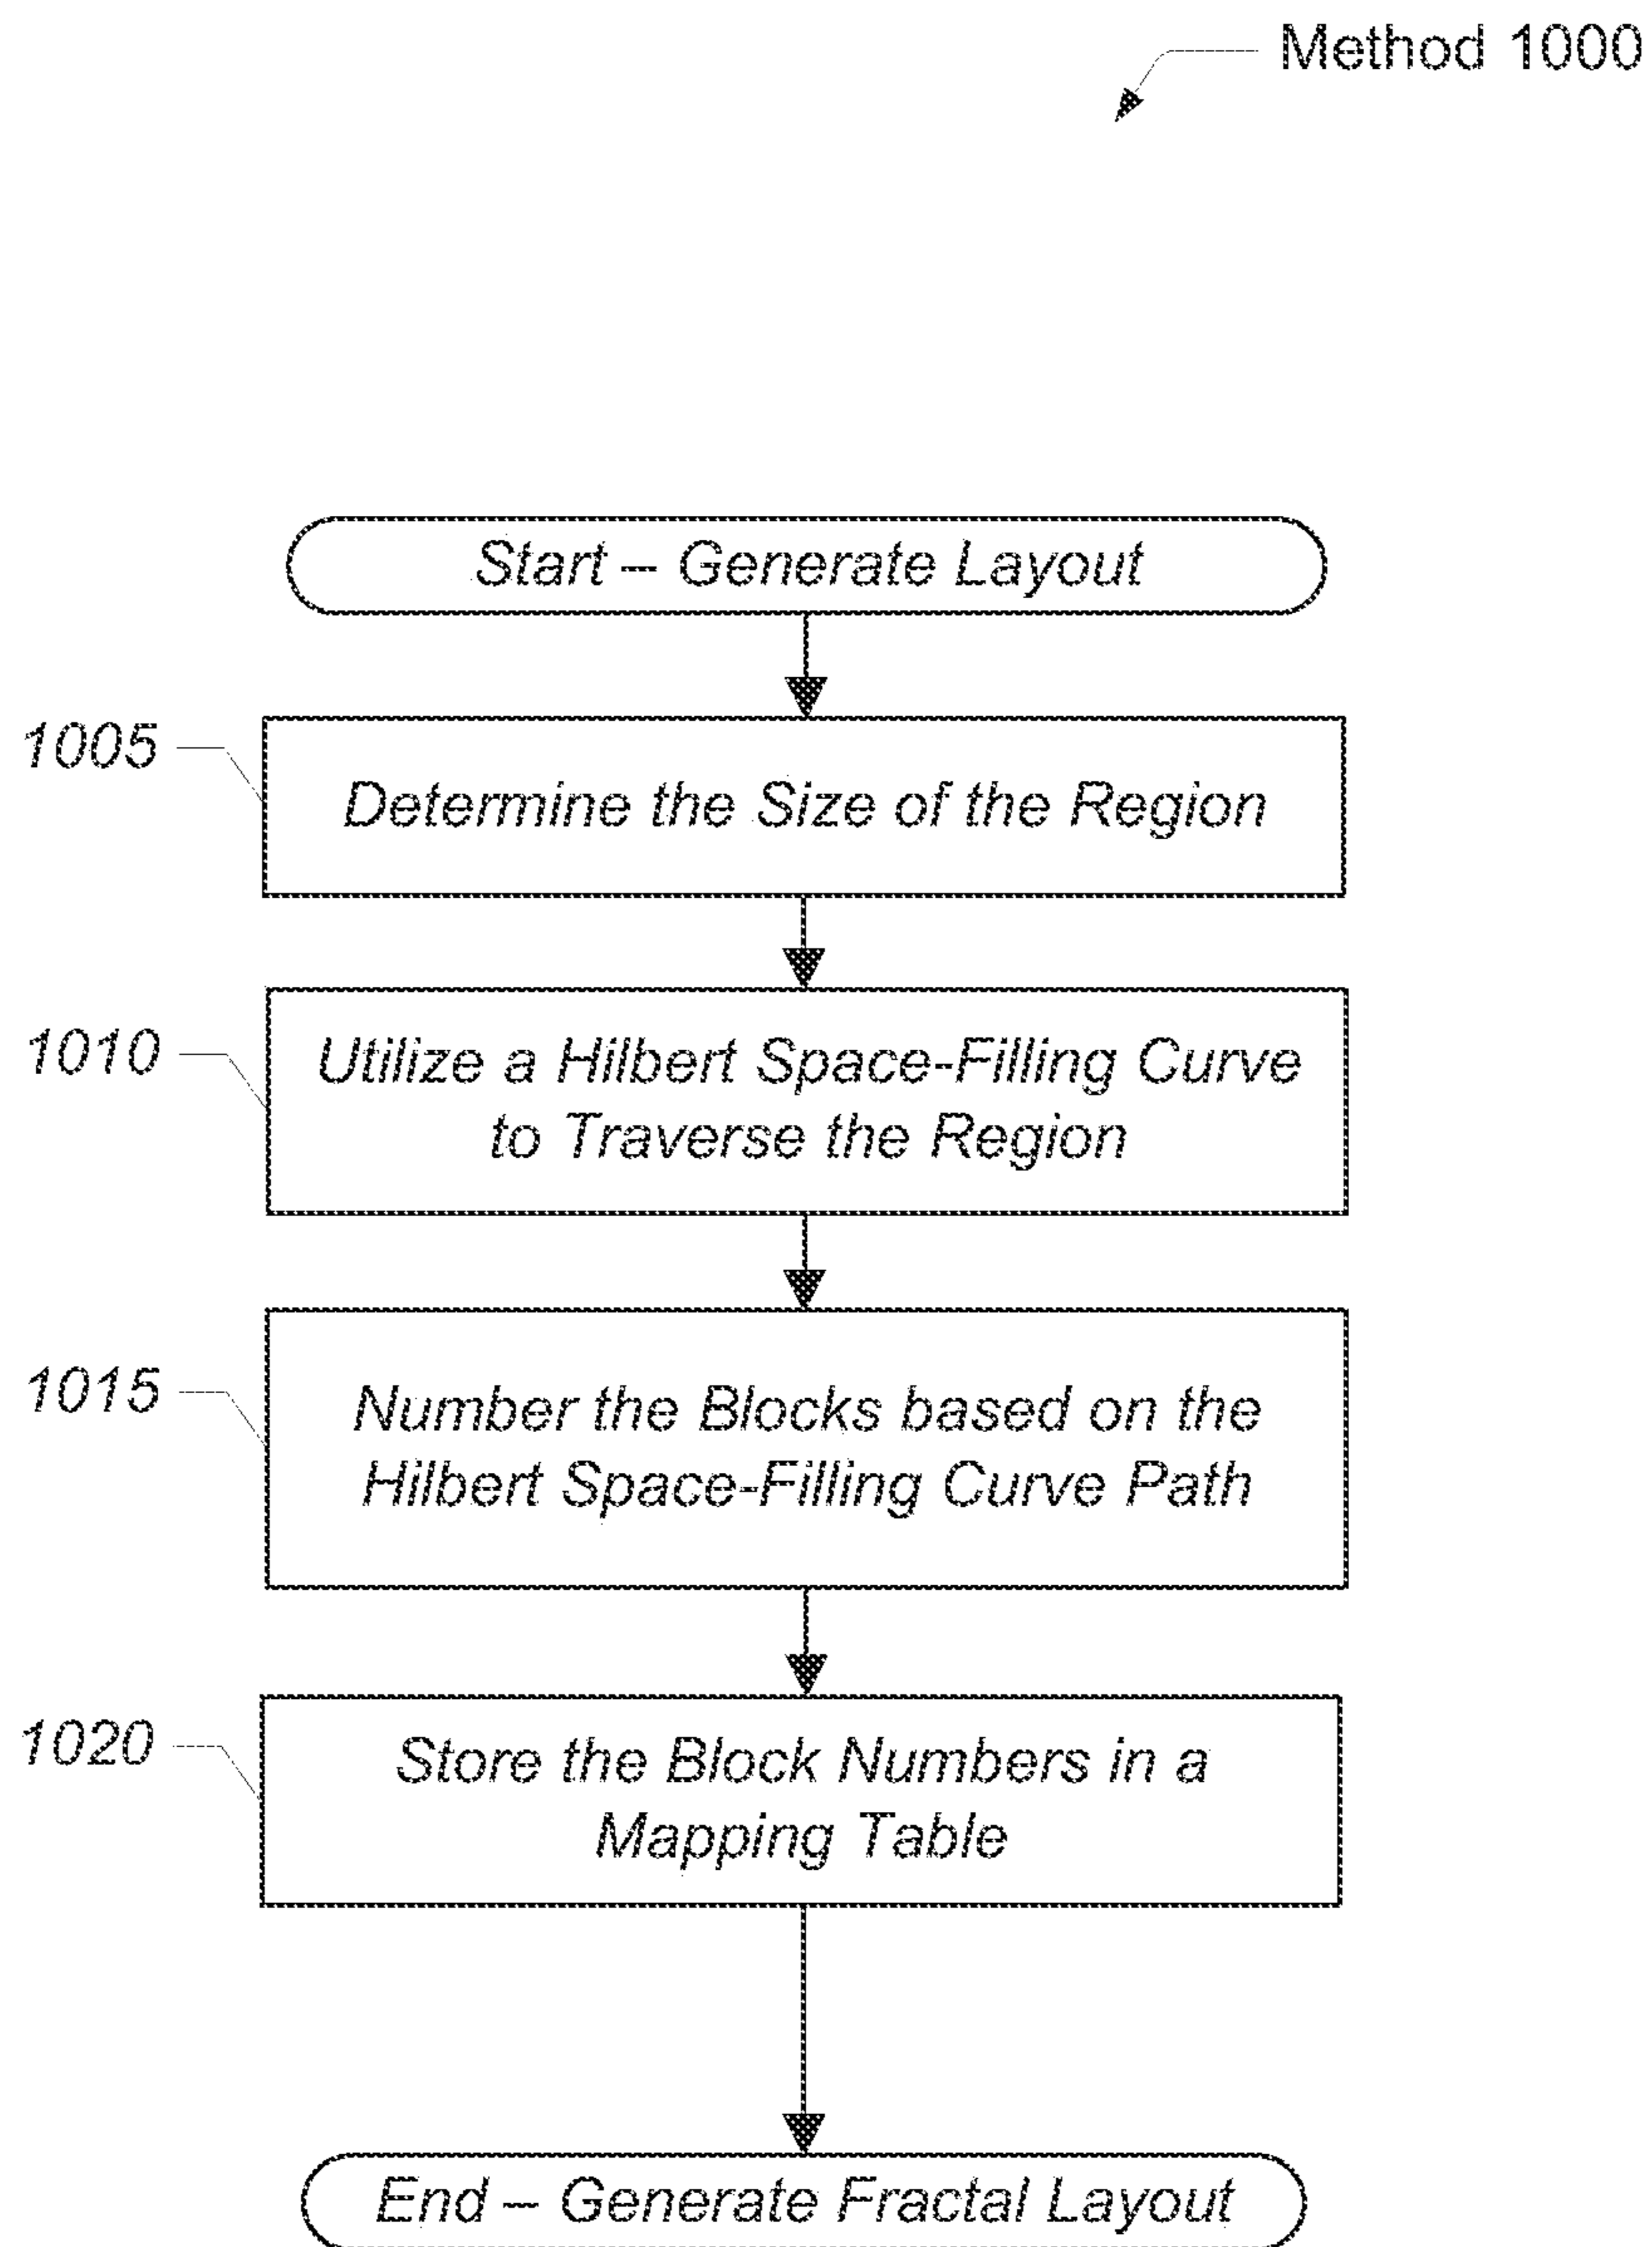 Method 1000
Start – Generate Layout
1005
Determine the Size of the Region
1010
Utilize a Hilbert Space-Filling Curve
to Traverse the Region
1015
Number the Blocks based on the
Hilbert Space-Filling Curve Path
1020
Store the Block Numbers in a
Mapping Table
End – Generate Fractal Layout